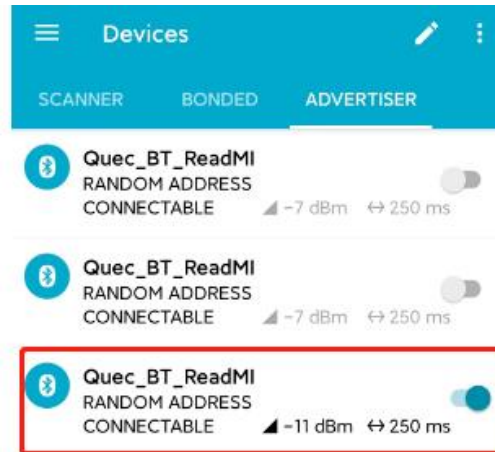 Devices
SCANNER BONDED ADVERTISER
Quec_BT_ReadMI
RANDOM ADDRESS
CONNECTABLE -7 dBm ↔ 250 ms
Quec_BT_ReadMI
RANDOM ADDRESS
CONNECTABLE -7 dBm ↔ 250 ms
Quec_BT_ReadMI
RANDOM ADDRESS
CONNECTABLE -11 dBm ↔ 250 ms